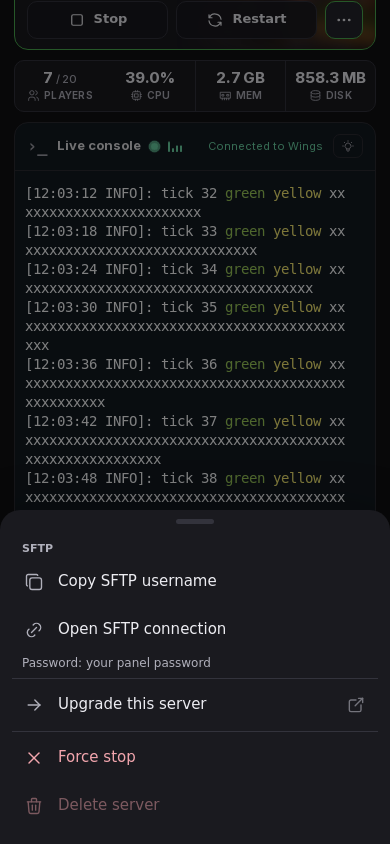 Stop
Restart
7 / 20
PLAYERS
39.0%
CPU
2.7 GB
MEM
858.3 MB
DISK
Live console
Connected to Wings
[12:03:12 INFO]: tick 32 green yellow xx
xxxxxxxxxxxxxxxxxxxxxx
[12:03:18 INFO]: tick 33 green yellow xx
xxxxxxxxxxxxxxxxxxxxxxxxxxxxx
[12:03:24 INFO]: tick 34 green yellow xx
xxxxxxxxxxxxxxxxxxxxxxxxxxxxxxxxxxxx
[12:03:30 INFO]: tick 35 green yellow xx
xxxxxxxxxxxxxxxxxxxxxxxxxxxxxxxxxxxxxxxx
xxx
[12:03:36 INFO]: tick 36 green yellow xx
xxxxxxxxxxxxxxxxxxxxxxxxxxxxxxxxxxxxxxxx
xxxxxxxxxx
[12:03:42 INFO]: tick 37 green yellow xx
xxxxxxxxxxxxxxxxxxxxxxxxxxxxxxxxxxxxxxxx
xxxxxxxxxxxxxxxxx
[12:03:48 INFO]: tick 38 green yellow xx
xxxxxxxxxxxxxxxxxxxxxxxxxxxxxxxxxxxxxxxx
SFTP
Copy SFTP username
Open SFTP connection
Password: your panel password
Upgrade this server
Force stop
Delete server